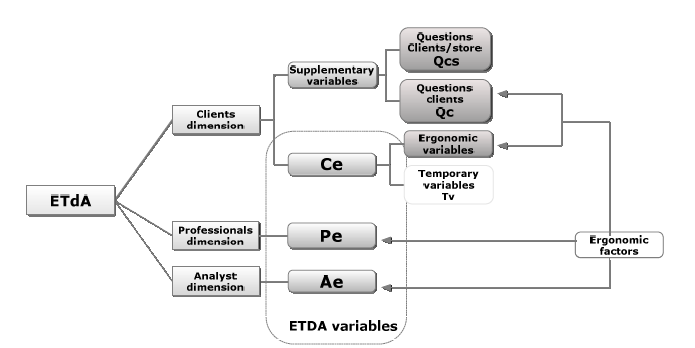 Questions
Clients/store
Qcs
Supplementary
variables
Questions
clients
Qc
Clients
dimension
Ergonomic
variables
Ce
Temporary
variables
Tv
ETdA
Professionals
dimension
Pe
Ergonomic
factors
Analyst
dimension
Ae
ETDA variables